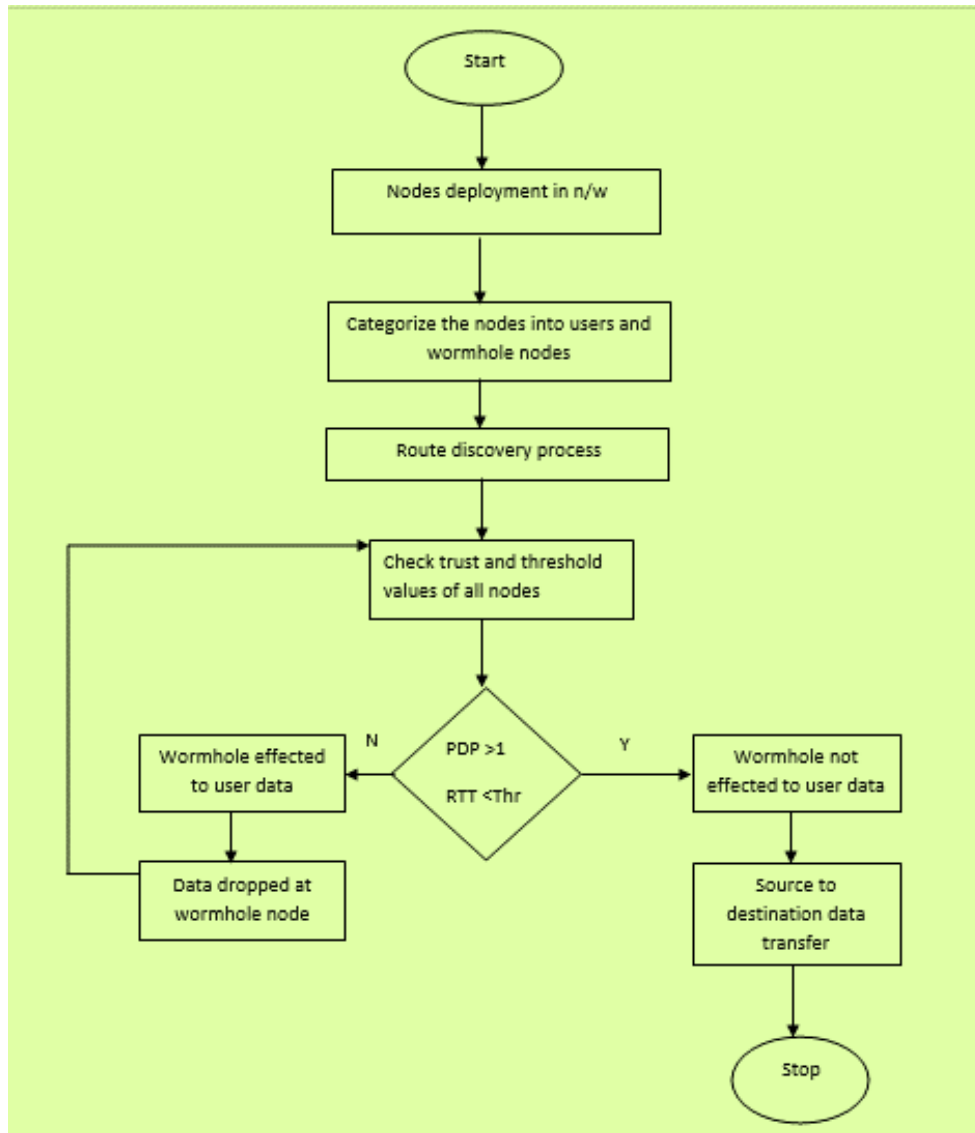 Start
Nodes deployment in n/w
Categorize the nodes into users and
wormhole nodes
Route discovery process
Check trust and threshold
values of all nodes
N
PDP >1
RTT <Thr
Y
Wormhole effected
to user data
Wormhole not
effected to user data
Data dropped at
wormhole node
Source to
destination data
transfer
Stop